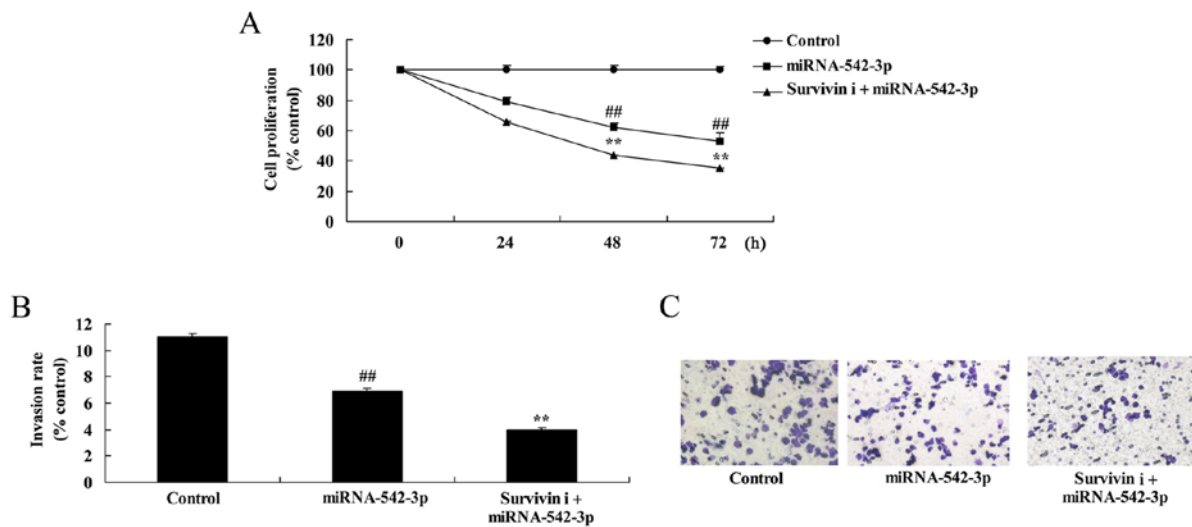 A
Cell proliferation
(% control)
120
100
80
60
40
20
0
##
##
**
**
0 24 48 72 (h)
Control
miRNA-542-3p
Survivin i + miRNA-542-3p
B
Invasion rate
(% control)
12
10
8
6
4
2
0
##
**
Control
miRNA-542-3p
Survivin i +
miRNA-542-3p
C
Control
miRNA-542-3p
Survivin i +
miRNA-542-3p